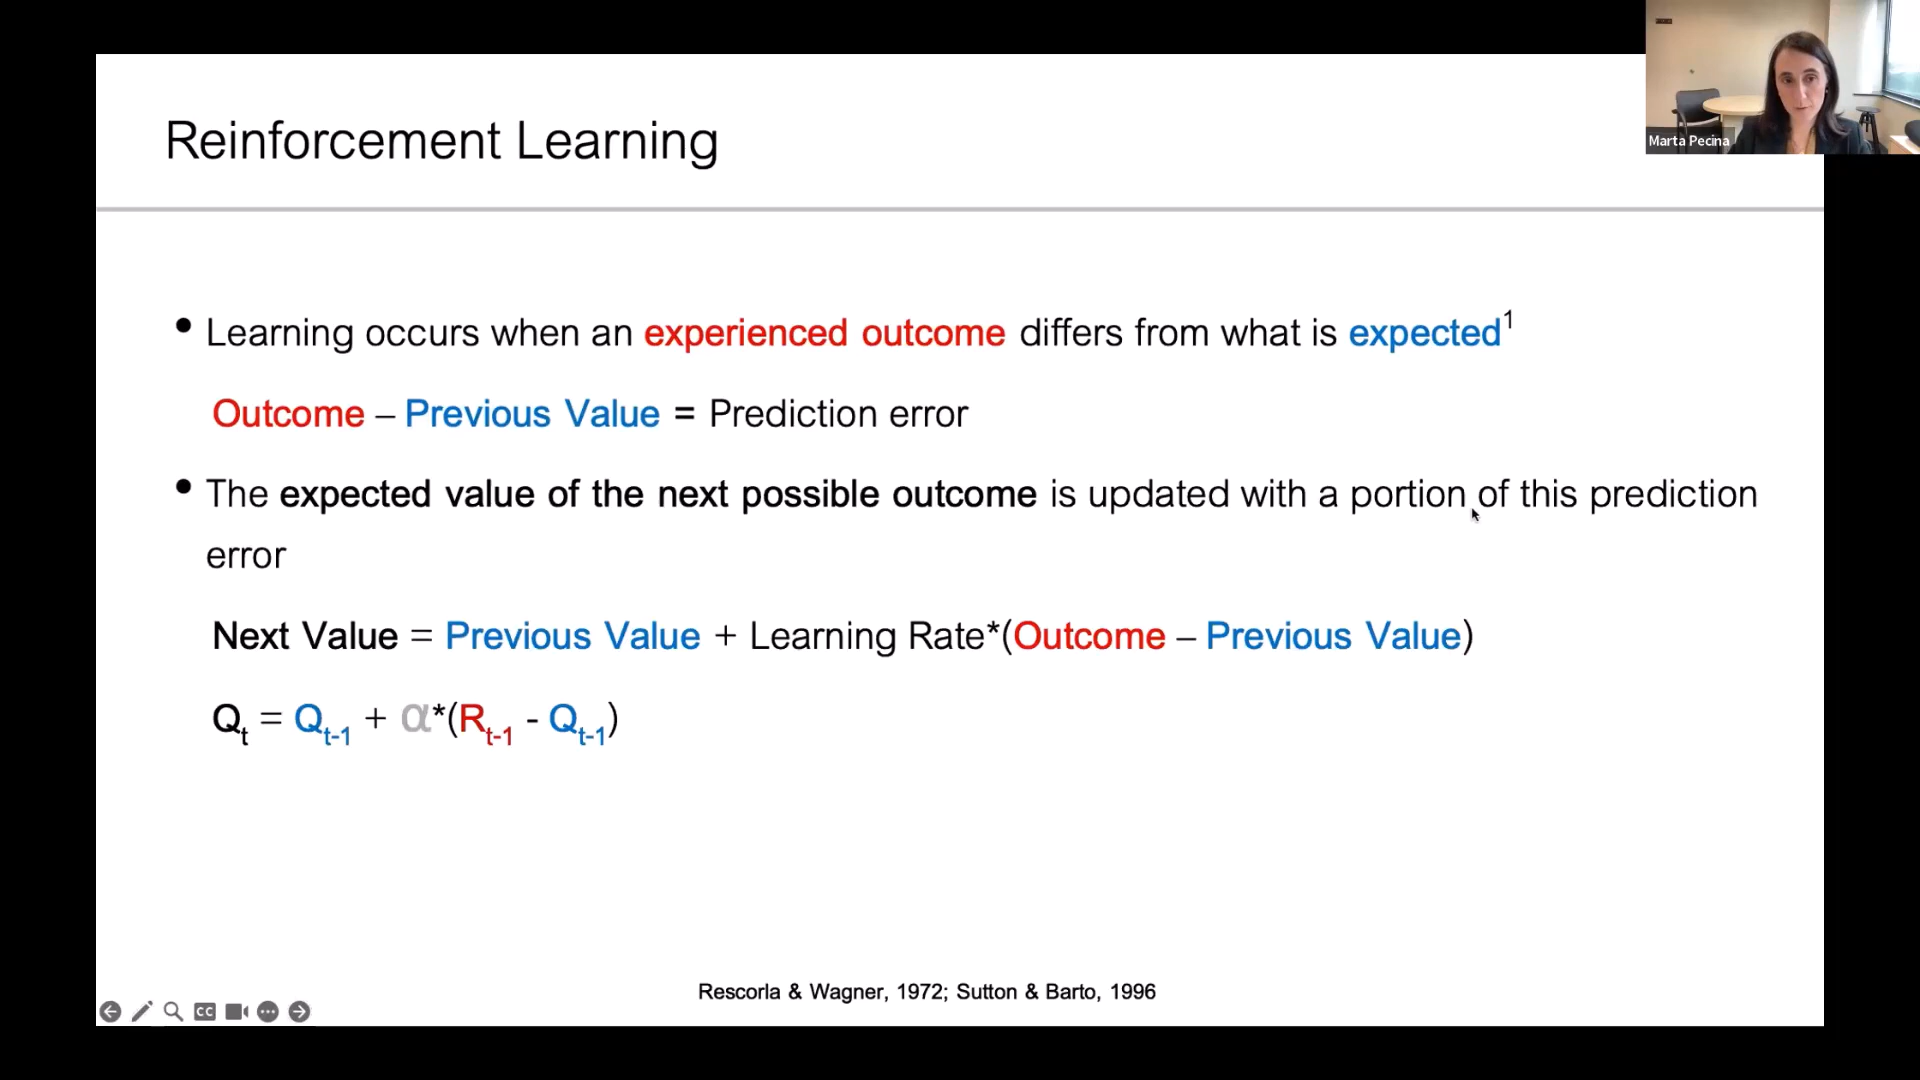 Marta Pecina
Reinforcement Learning
• Learning occurs when an experienced outcome differs from what is expected¹
Outcome – Previous Value = Prediction error
• The expected value of the next possible outcome is updated with a portion of this prediction
error
Next Value = Previous Value + Learning Rate*(Outcome – Previous Value)
Qt = Qt-1 + α*(Rt-1 - Qt-1)
Rescorla & Wagner, 1972; Sutton & Barto, 1996
CC